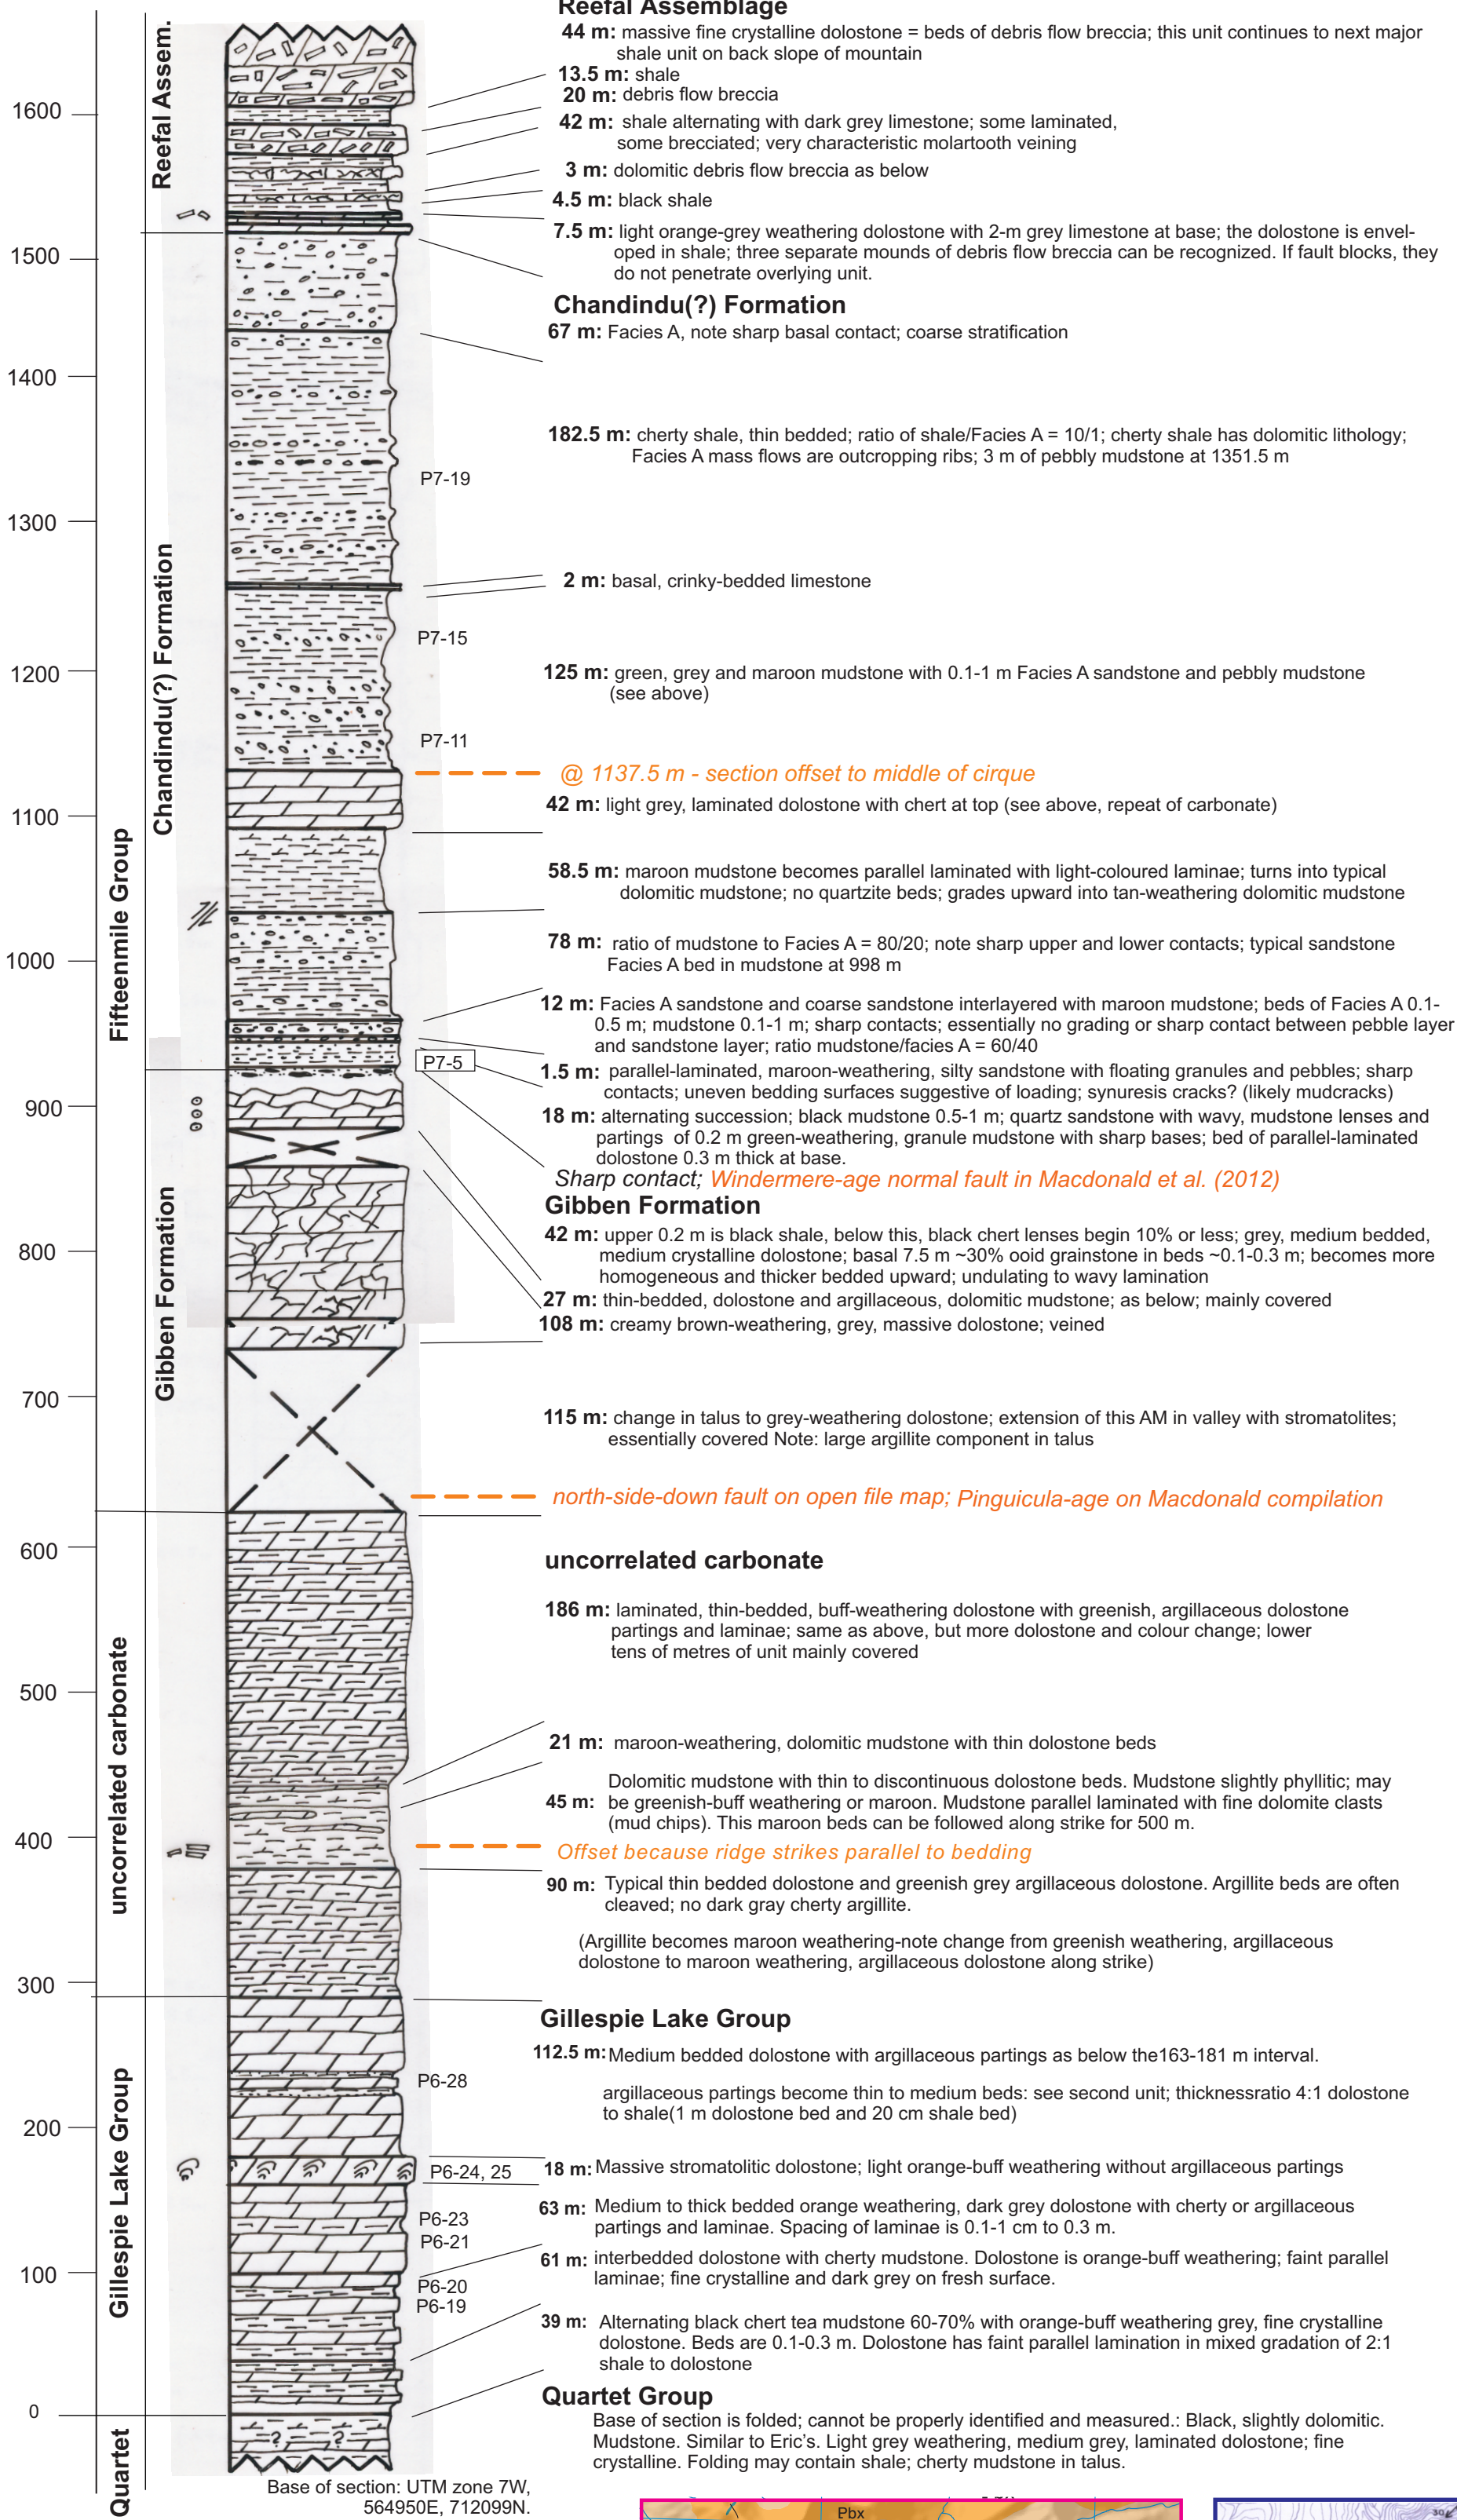 Reefal Assemblage
44 m: massive fine crystalline dolostone = beds of debris flow breccia; this unit continues to next major
shale unit on back slope of mountain
13.5 m: shale
20 m: debris flow breccia
42 m: shale alternating with dark grey limestone; some laminated,
some brecciated; very characteristic molartooth veining
3 m: dolomitic debris flow breccia as below
4.5 m: black shale
7.5 m: light orange-grey weathering dolostone with 2-m grey limestone at base; the dolostone is envel-
oped in shale; three separate mounds of debris flow breccia can be recognized. If fault blocks, they
do not penetrate overlying unit.
Chandindu(?) Formation
67 m: Facies A, note sharp basal contact; coarse stratification
182.5 m: cherty shale, thin bedded; ratio of shale/Facies A = 10/1; cherty shale has dolomitic lithology;
Facies A mass flows are outcropping ribs; 3 m of pebbly mudstone at 1351.5 m
2 m: basal, crinky-bedded limestone
125 m: green, grey and maroon mudstone with 0.1-1 m Facies A sandstone and pebbly mudstone
(see above)
@ 1137.5 m - section offset to middle of cirque
42 m: light grey, laminated dolostone with chert at top (see above, repeat of carbonate)
58.5 m: maroon mudstone becomes parallel laminated with light-coloured laminae; turns into typical
dolomitic mudstone; no quartzite beds; grades upward into tan-weathering dolomitic mudstone
78 m: ratio of mudstone to Facies A = 80/20; note sharp upper and lower contacts; typical sandstone
Facies A bed in mudstone at 998 m
12 m: Facies A sandstone and coarse sandstone interlayered with maroon mudstone; beds of Facies A 0.1-
0.5 m; mudstone 0.1-1 m; sharp contacts; essentially no grading or sharp contact between pebble layer
and sandstone layer; ratio mudstone/facies A = 60/40
1.5 m: parallel-laminated, maroon-weathering, silty sandstone with floating granules and pebbles; sharp
contacts; uneven bedding surfaces suggestive of loading; synuresis cracks? (likely mudcracks)
18 m: alternating succession; black mudstone 0.5-1 m; quartz sandstone with wavy, mudstone lenses and
partings of 0.2 m green-weathering, granule mudstone with sharp bases; bed of parallel-laminated
dolostone 0.3 m thick at base.
Sharp contact; Windermere-age normal fault in Macdonald et al. (2012)
Gibben Formation
42 m: upper 0.2 m is black shale, below this, black chert lenses begin 10% or less; grey, medium bedded,
medium crystalline dolostone; basal 7.5 m ~30% ooid grainstone in beds ~0.1-0.3 m; becomes more
homogeneous and thicker bedded upward; undulating to wavy lamination
27 m: thin-bedded, dolostone and argillaceous, dolomitic mudstone; as below; mainly covered
108 m: creamy brown-weathering, grey, massive dolostone; veined
115 m: change in talus to grey-weathering dolostone; extension of this AM in valley with stromatolites;
essentially covered Note: large argillite component in talus
north-side-down fault on open file map; Pinguicula-age on Macdonald compilation
uncorrelated carbonate
186 m: laminated, thin-bedded, buff-weathering dolostone with greenish, argillaceous dolostone
partings and laminae; same as above, but more dolostone and colour change; lower
tens of metres of unit mainly covered
21 m: maroon-weathering, dolomitic mudstone with thin dolostone beds
Dolomitic mudstone with thin to discontinuous dolostone beds. Mudstone slightly phyllitic; may
45 m: be greenish-buff weathering or maroon. Mudstone parallel laminated with fine dolomite clasts
(mud chips). This maroon beds can be followed along strike for 500 m.
Offset because ridge strikes parallel to bedding
90 m: Typical thin bedded dolostone and greenish grey argillaceous dolostone. Argillite beds are often
cleaved; no dark gray cherty argillite.
(Argillite becomes maroon weathering-note change from greenish weathering, argillaceous
dolostone to maroon weathering, argillaceous dolostone along strike)
Gillespie Lake Group
112.5 m: Medium bedded dolostone with argillaceous partings as below the163-181 m interval.
argillaceous partings become thin to medium beds: see second unit; thicknessratio 4:1 dolostone
to shale(1 m dolostone bed and 20 cm shale bed)
18 m: Massive stromatolitic dolostone; light orange-buff weathering without argillaceous partings
63 m: Medium to thick bedded orange weathering, dark grey dolostone with cherty or argillaceous
partings and laminae. Spacing of laminae is 0.1-1 cm to 0.3 m.
61 m: interbedded dolostone with cherty mudstone. Dolostone is orange-buff weathering; faint parallel
laminae; fine crystalline and dark grey on fresh surface.
39 m: Alternating black chert tea mudstone 60-70% with orange-buff weathering grey, fine crystalline
dolostone. Beds are 0.1-0.3 m. Dolostone has faint parallel lamination in mixed gradation of 2:1
shale to dolostone
Quartet Group
Base of section is folded; cannot be properly identified and measured.: Black, slightly dolomitic.
Mudstone. Similar to Eric's. Light grey weathering, medium grey, laminated dolostone; fine
crystalline. Folding may contain shale; cherty mudstone in talus.
Base of section: UTM zone 7W,
564950E, 712099N.
1600
1500
1400
1300
1200
1100
1000
900
800
700
600
500
400
300
200
100
0
Reefal Assem.
Chandindu(?) Formation
Fifteenmile Group
Gibben Formation
uncorrelated carbonate
Gillespie Lake Group
Quartet
P7-19
P7-15
P7-11
P7-5
P6-28
P6-24, 25
P6-23
P6-21
P6-20
P6-19
? ?
Pbx
30